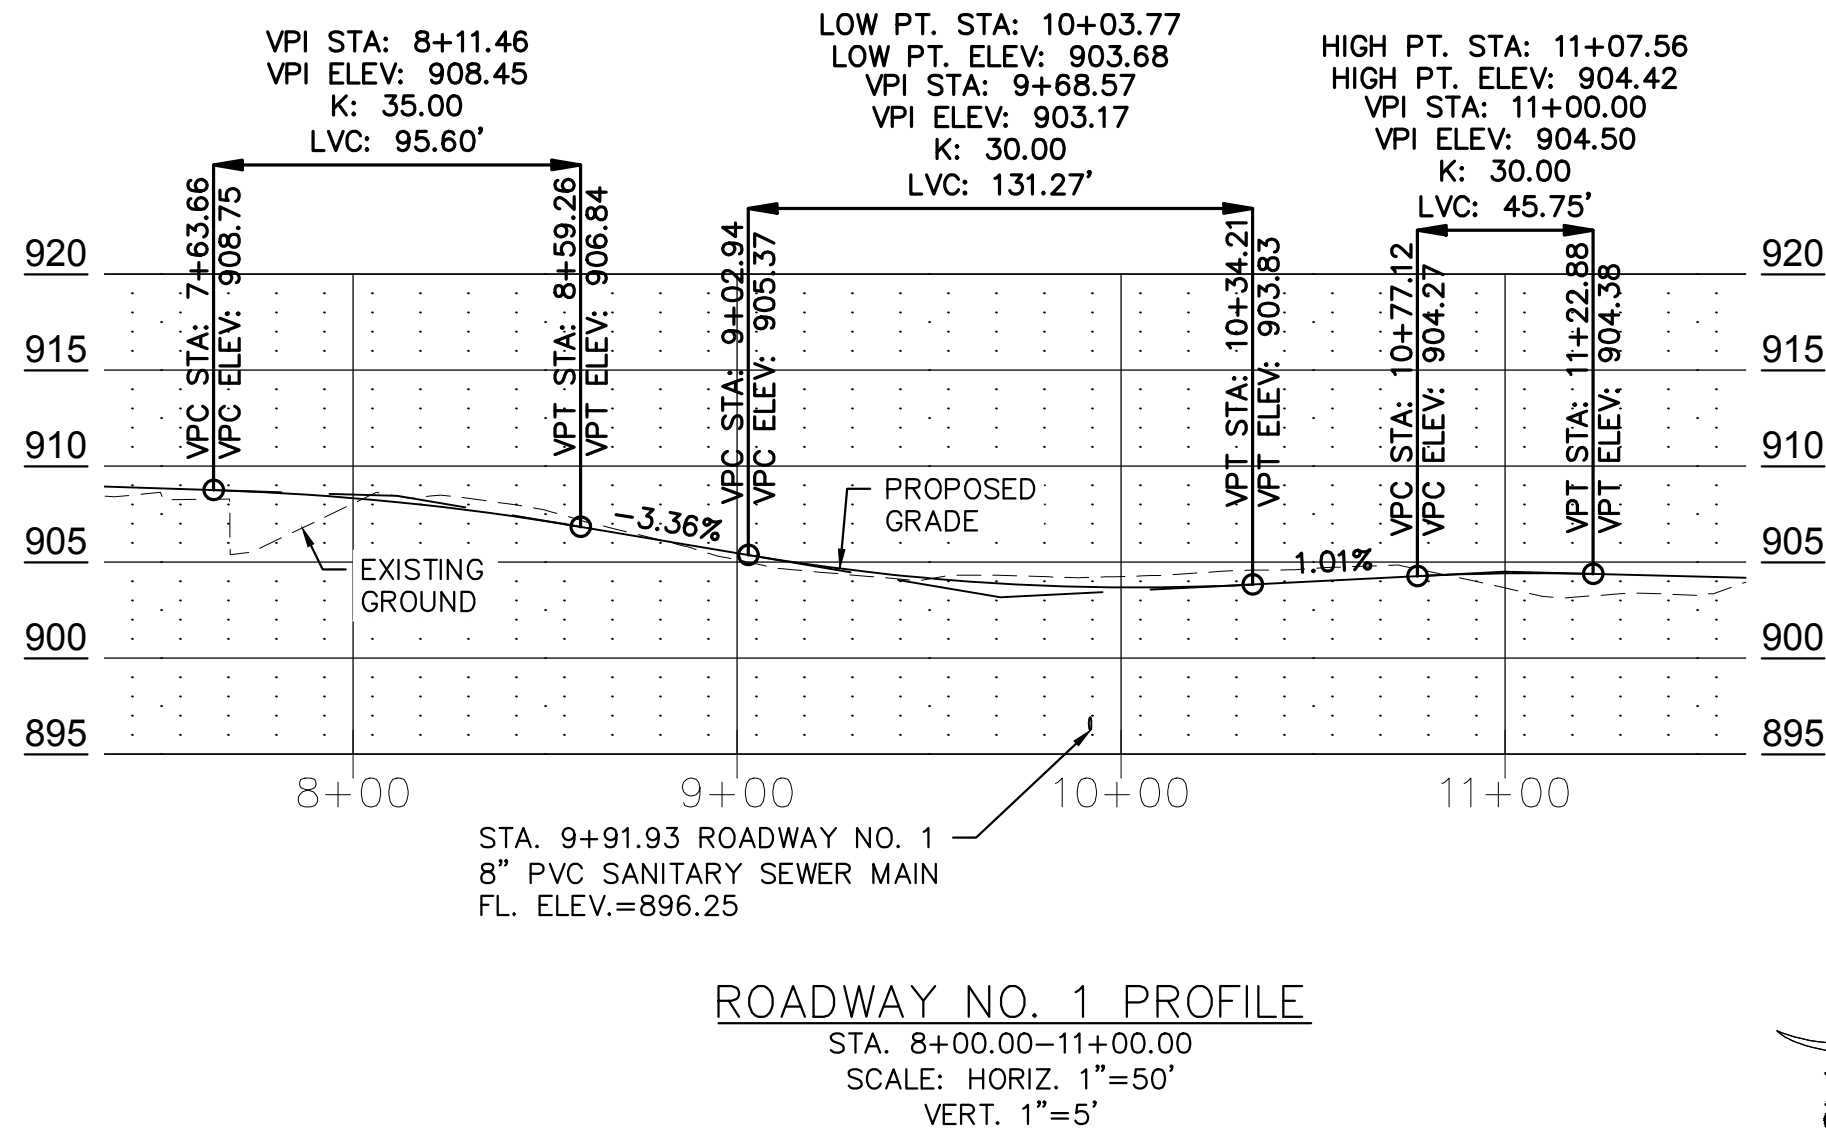 VPI STA: 8+11.46
VPI ELEV: 908.45
K: 35.00
LVC: 95.60'
LOW PT. STA: 10+03.77
LOW PT. ELEV: 903.68
VPI STA: 9+68.57
VPI ELEV: 903.17
K: 30.00
LVC: 131.27'
HIGH PT. STA: 11+07.56
HIGH PT. ELEV: 904.42
VPI STA: 11+00.00
VPI ELEV: 904.50
K: 30.00
LVC: 45.75'
VPC STA: 7+63.66
VPC ELEV: 908.75
VPT STA: 8+59.26
VPT ELEV: 906.84
VPC STA: 9+02.94
VPC ELEV: 905.37
VPT STA: 10+34.21
VPT ELEV: 903.83
VPC STA: 10+77.12
VPC ELEV: 904.27
VPT STA: 11+22.88
VPT ELEV: 904.38
920
915
910
905
900
895
920
915
910
905
900
895
-3.36%
1.01%
PROPOSED
GRADE
EXISTING
GROUND
8+00
9+00
10+00
11+00
STA. 9+91.93 ROADWAY NO. 1
8" PVC SANITARY SEWER MAIN
FL. ELEV.=896.25
ROADWAY NO. 1 PROFILE
STA. 8+00.00-11+00.00
SCALE: HORIZ. 1"=50'
VERT. 1"=5'